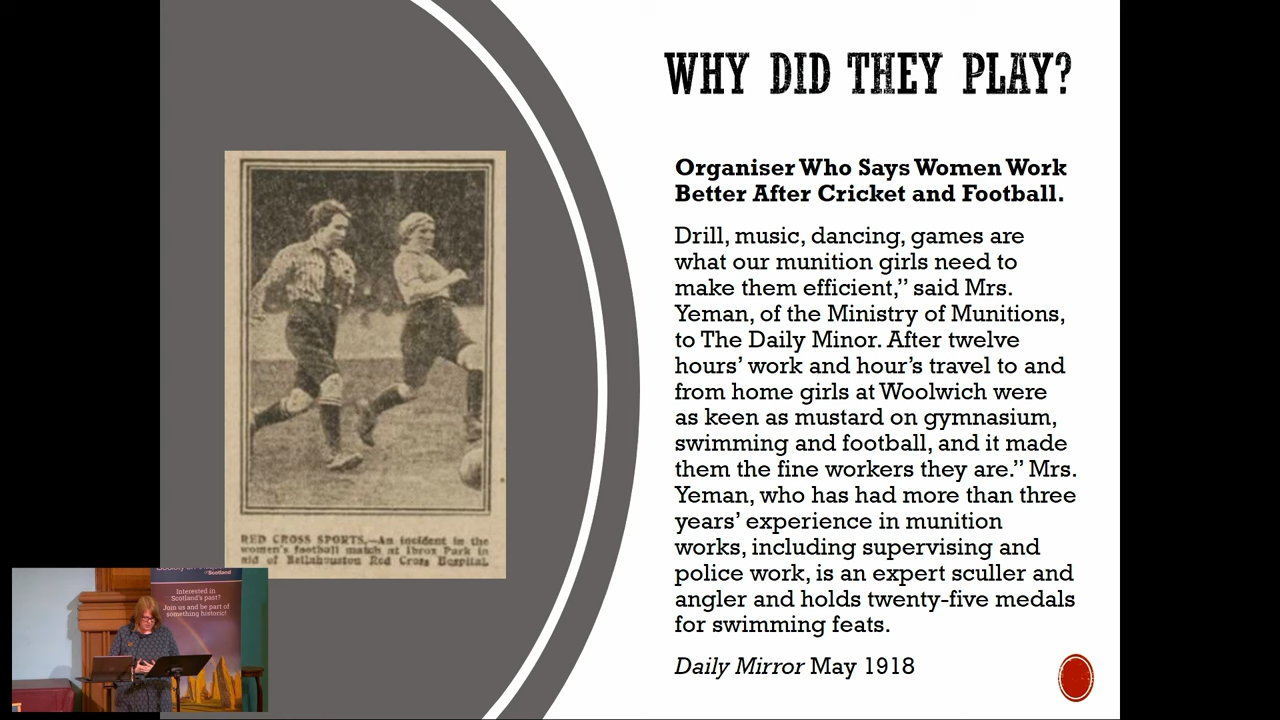 WHY DID THEY PLAY?
Organiser Who Says Women Work
Better After Cricket and Football.
Drill, music, dancing, games are
what our munition girls need to
make them efficient,” said Mrs.
Yeman, of the Ministry of Munitions,
to The Daily Minor. After twelve
hours’ work and hour’s travel to and
from home girls at Woolwich were
as keen as mustard on gymnasium,
swimming and football, and it made
them the fine workers they are.” Mrs.
Yeman, who has had more than three
years’ experience in munition
works, including supervising and
police work, is an expert sculler and
angler and holds twenty-five medals
for swimming feats.
Daily Mirror May 1918
RED CROSS SPORTS.—An incident in the
women's football match at Ibrox Park in
aid of Bellahouston Red Cross Hospital.
of Scotland
Interested in
Scotland's past?
Join us and be part of
something historic!